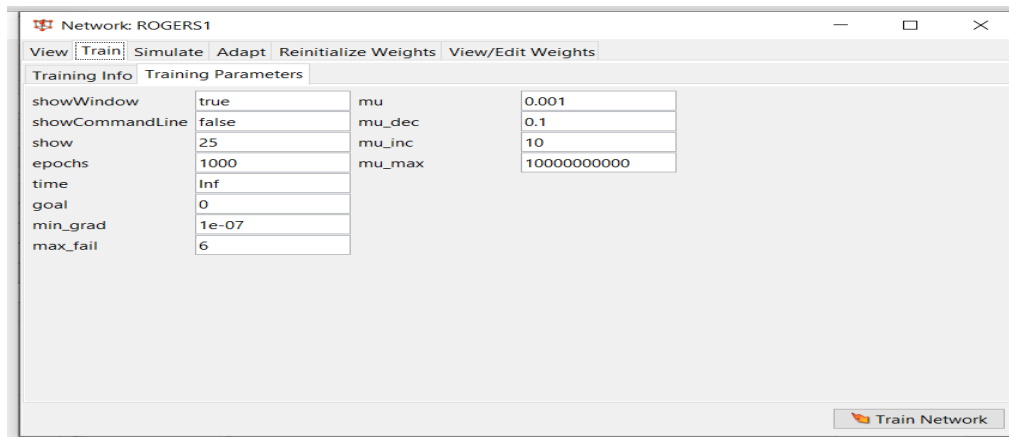 Network: ROGERS1
View Train Simulate Adapt Reinitialize Weights View/Edit Weights
Training Info Training Parameters
showWindow true mu 0.001
showCommandLine false mu_dec 0.1
show 25 mu_inc 10
epochs 1000 mu_max 10000000000
time Inf
goal 0
min_grad 1e-07
max_fail 6
Train Network